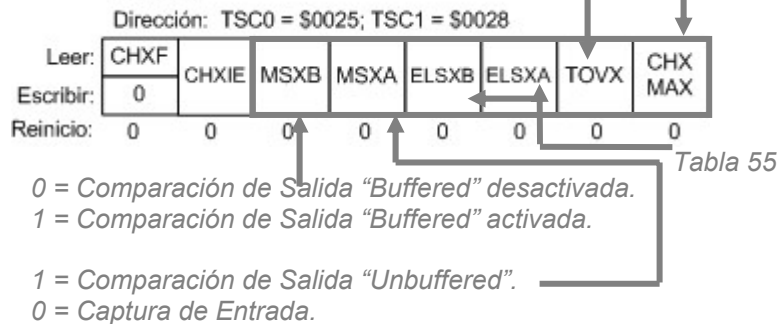 Dirección: TSC0 = $0025; TSC1 = $0028
Leer: CHXF CHXIE MSXB MSXA ELSXB ELSXA TOVX CHX MAX
Escribir: 0
Reinicio: 0 0 0 0 0 0 0 0
Tabla 55
0 = Comparación de Salida “Buffered” desactivada.
1 = Comparación de Salida “Buffered” activada.
1 = Comparación de Salida “Unbuffered”.
0 = Captura de Entrada.